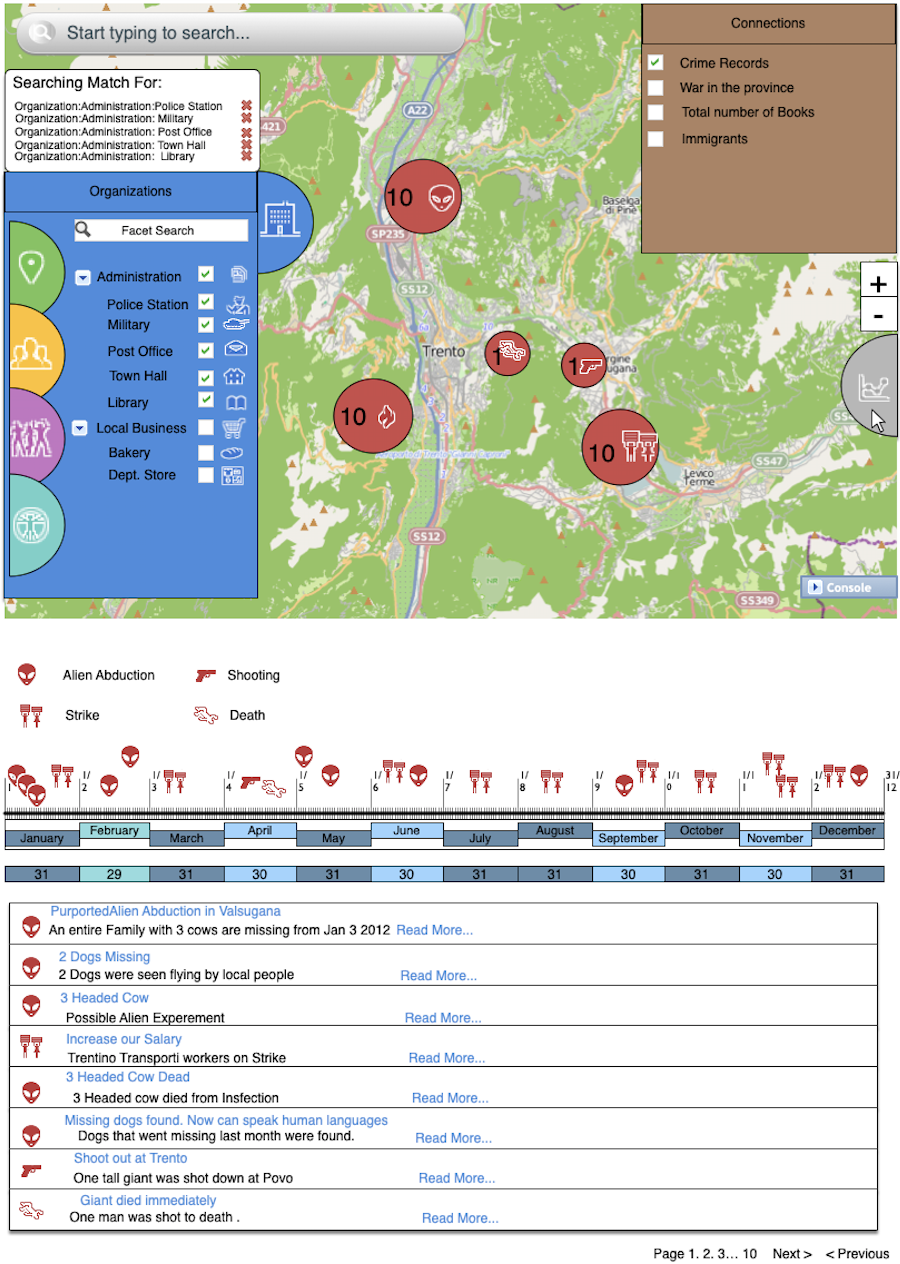 Start typing to search...
Connections
Crime Records
War in the province
Total number of Books
Immigrants
Searching Match For:
Organization:Administration:Police Station
Organization:Administration: Military
Organization:Administration: Post Office
Organization:Administration: Town Hall
Organization:Administration: Library
Organizations
Facet Search
Administration
Police Station
Military
Post Office
Town Hall
Library
Local Business
Bakery
Dept. Store
A22
421
10
Baselga
di Pinè
SP235
SS12
+
-
6a
10
Trento
1
1
ergine
sugana
10
10
SS47
Levico
Terme
SS12
Console
SS349
Alien Abduction
Shooting
Strike
Death
1/
1
1/
2
1/
3
1/
4
1/
5
1/
6
1/
7
1/
8
1/
9
1/1
0
1/1
1
1/1
2
31/
12
January
February
March
April
May
June
July
August
September
October
November
December
31
29
31
30
31
30
31
31
30
31
30
31
PurportedAlien Abduction in Valsugana
An entire Family with 3 cows are missing from Jan 3 2012 Read More...
2 Dogs Missing
2 Dogs were seen flying by local people Read More...
3 Headed Cow
Possible Alien Experement Read More...
Increase our Salary
Trentino Transporti workers on Strike Read More...
3 Headed Cow Dead
3 Headed cow died from Insfection Read More...
Missing dogs found. Now can speak human languages
Dogs that went missing last month were found. Read More...
Shoot out at Trento
One tall giant was shot down at Povo Read More...
Giant died immediately
One man was shot to death . Read More...
Page 1. 2. 3... 10 Next > < Previous